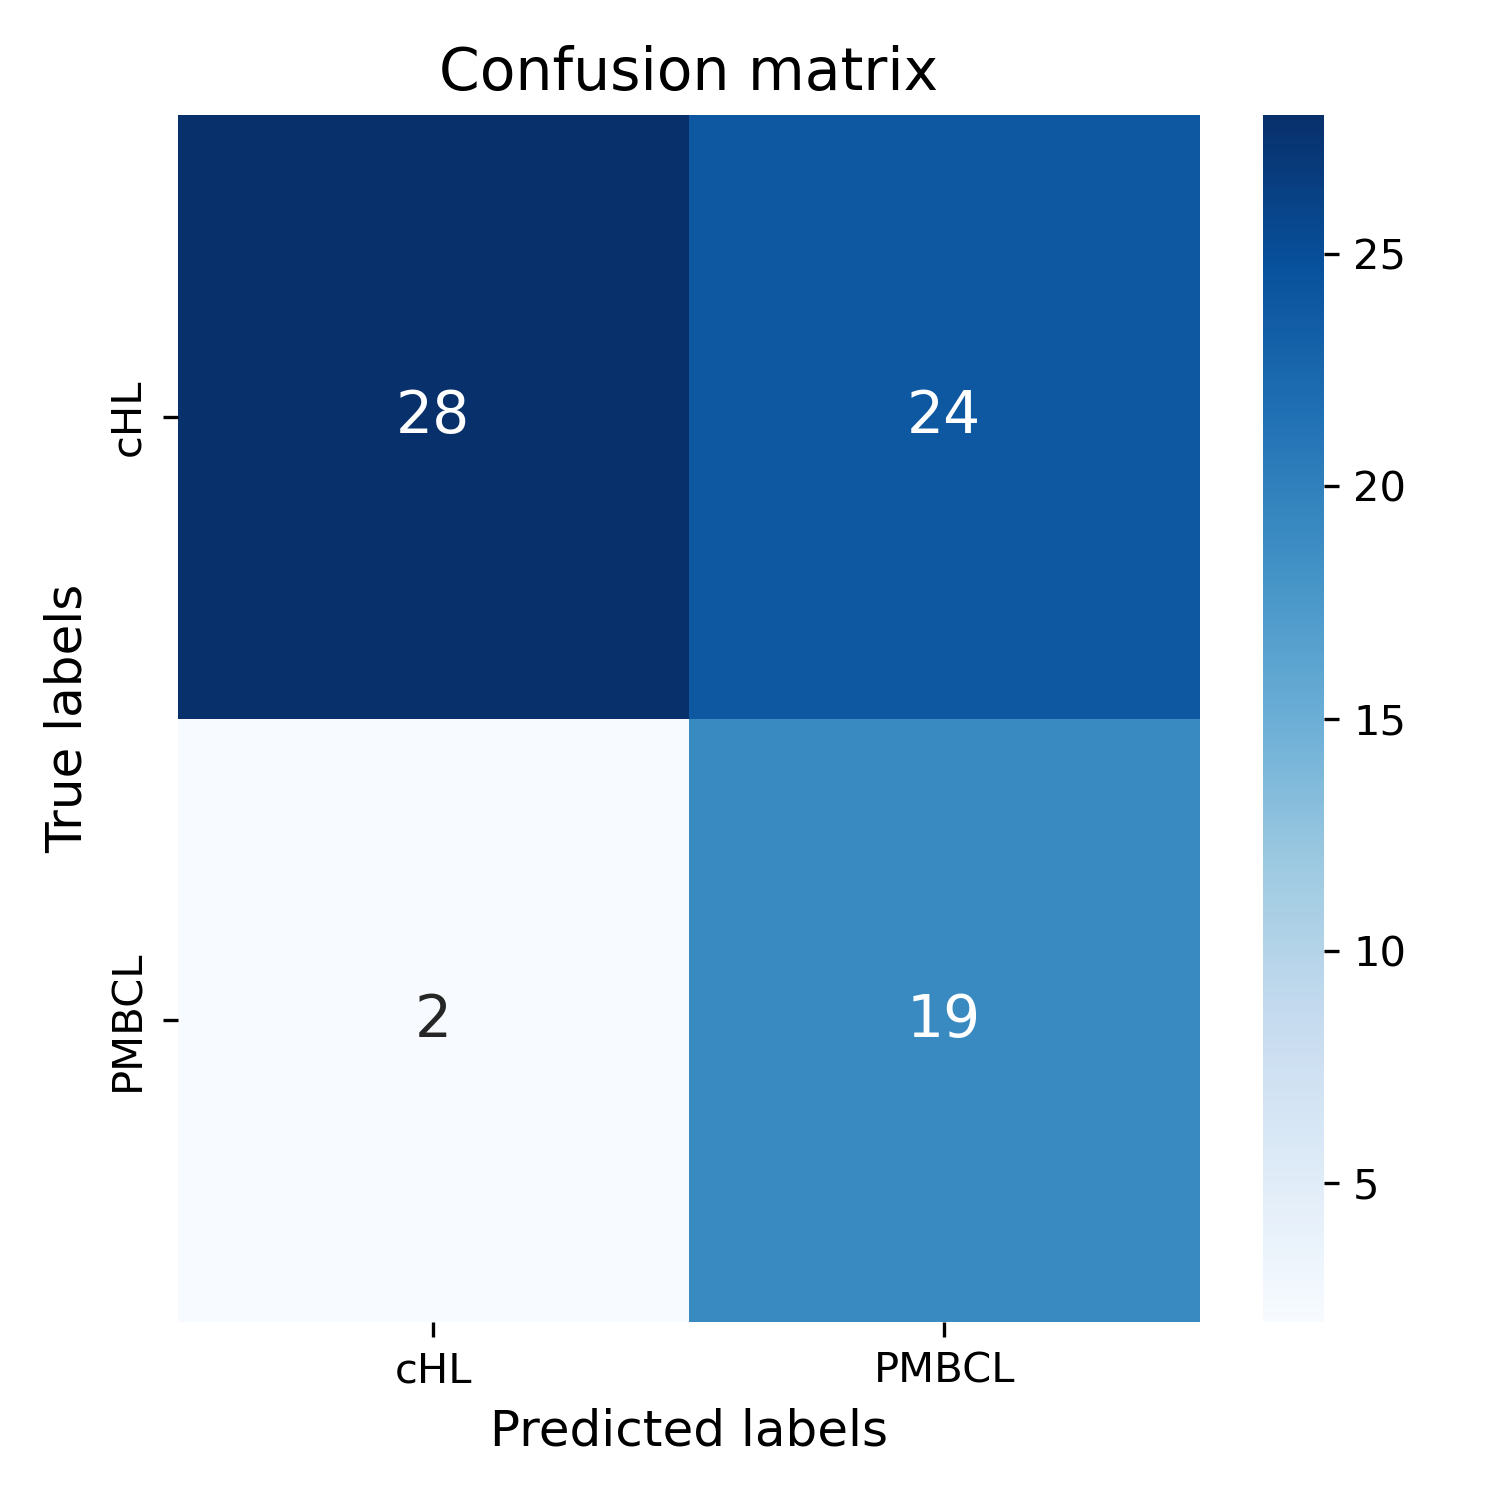 Confusion matrix
cHL
28
24
25
20
15
10
5
True labels
PMBCL
2
19
cHL
PMBCL
Predicted labels